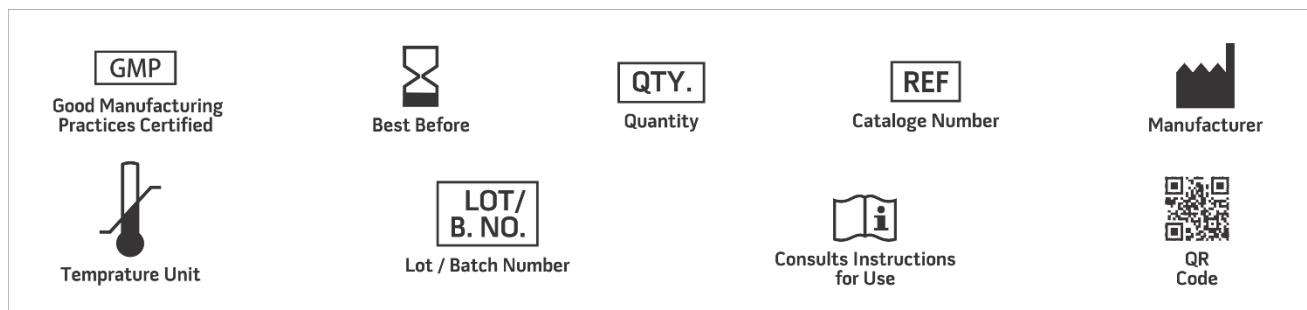 GMP
Good Manufacturing
Practices Certified
Best Before
QTY.
Quantity
REF
Cataloge Number
Manufacturer
Temprature Unit
LOT/
B. NO.
Lot / Batch Number
i
Consults Instructions
for Use
QR
Code